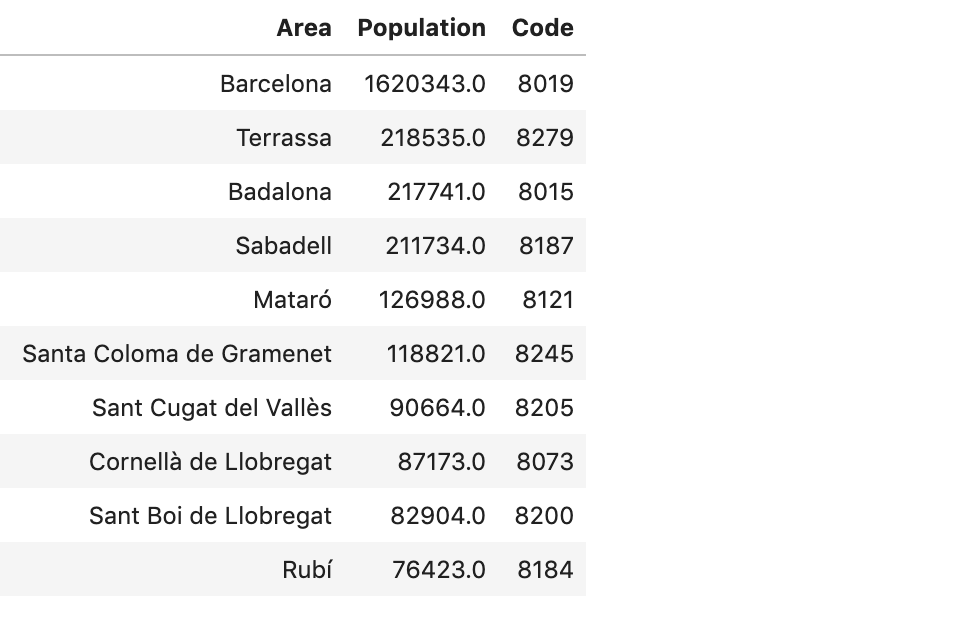 Area Population Code
Barcelona 1620343.0 8019
Terrassa 218535.0 8279
Badalona 217741.0 8015
Sabadell 211734.0 8187
Mataró 126988.0 8121
Santa Coloma de Gramenet 118821.0 8245
Sant Cugat del Vallès 90664.0 8205
Cornellà de Llobregat 87173.0 8073
Sant Boi de Llobregat 82904.0 8200
Rubí 76423.0 8184